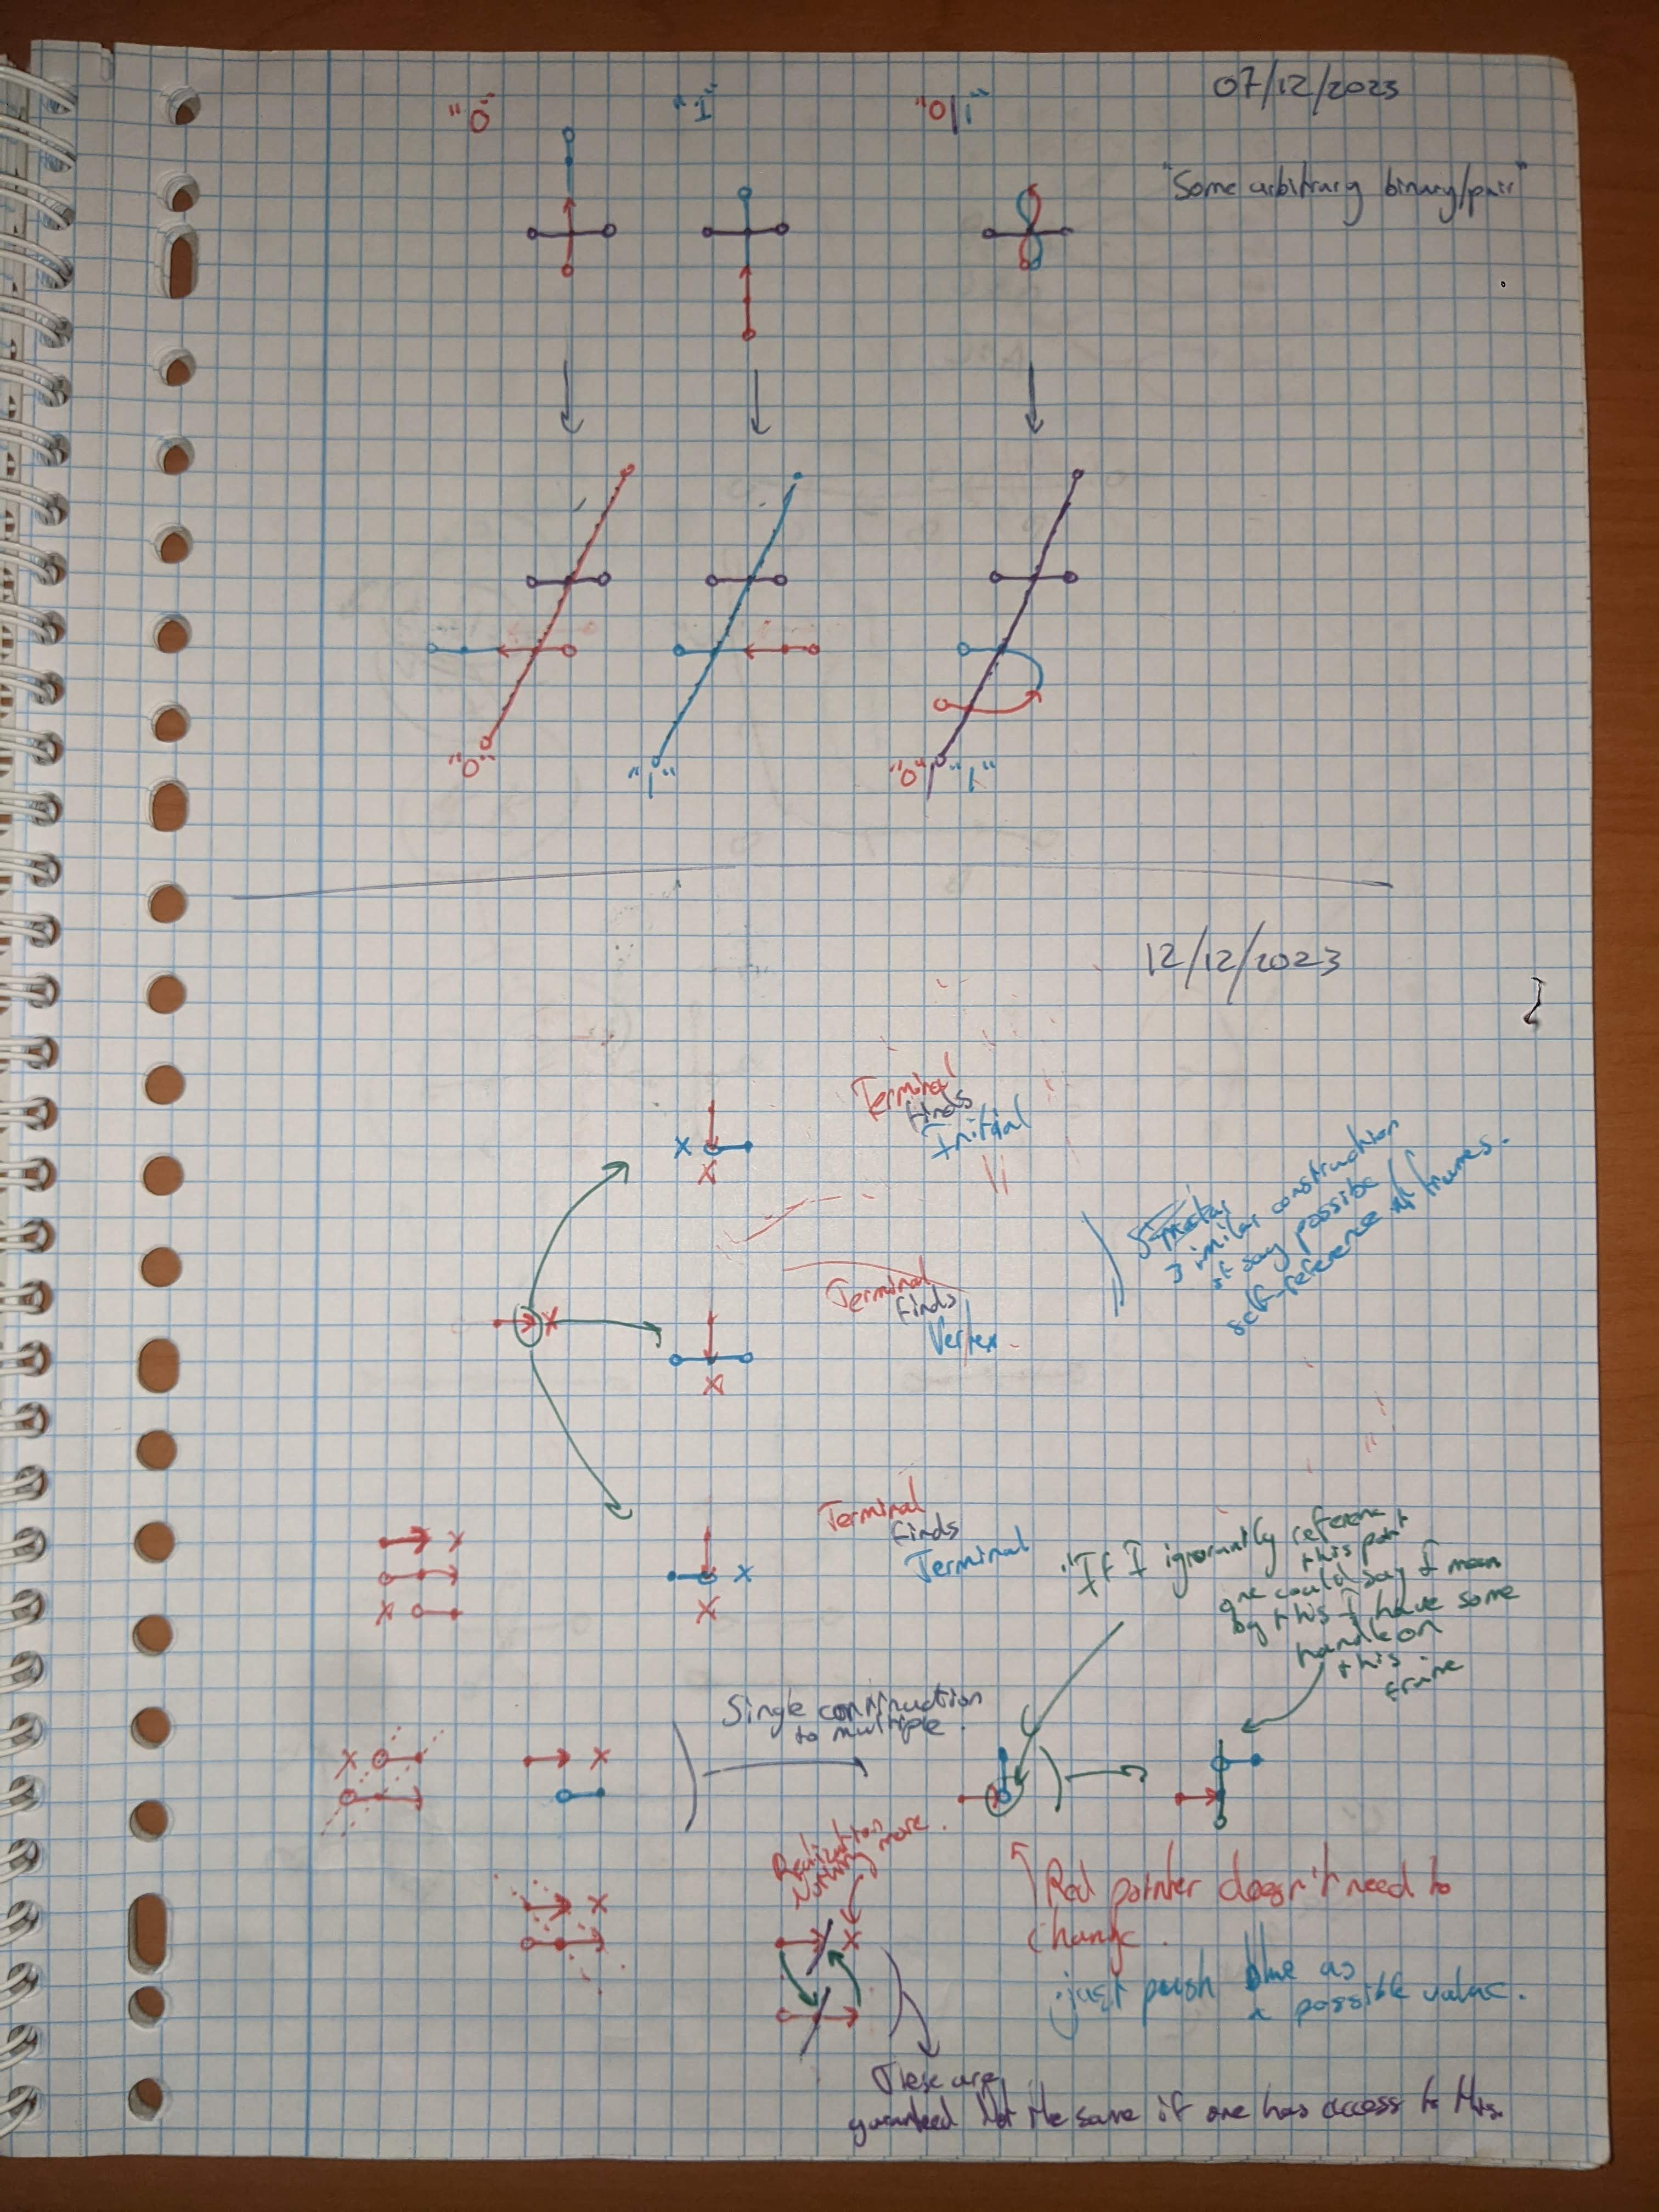 07/12/2023
"0"
"1"
"0/1"
"Some arbitrary binary/pair"
"0"
"1"
"0"/"1"
12/12/2023
Terminal
finds
Initial
x
x
3 similar construction
of say possible
self-reference of frames.
Terminal
finds
Vertex.
x
x
Terminal
finds
Terminal
x
x
x
x
"If I ignorantly reference
this point
one could say I mean
by this I have some
handle on
this
frame
Single construction
to multiple.
x
x
Realization
Nothing more.
x
x
Red pointer doesn't need to
change.
just push blue as
a possible value.
These are
guaranteed Not the same if one has access to this.